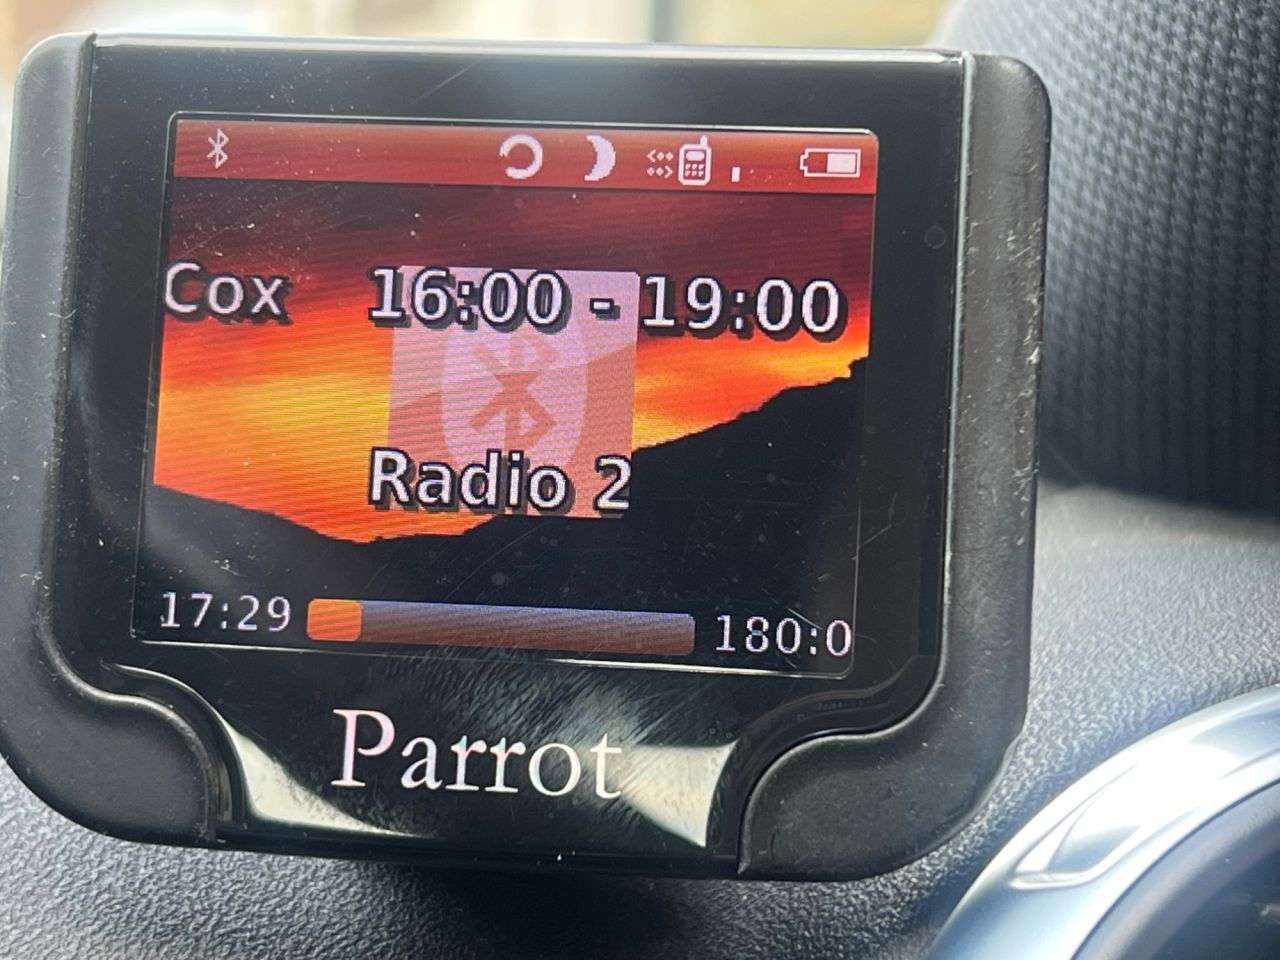 Cox 16:00 - 19:00
Radio 2
17:29 180:0
Parrot